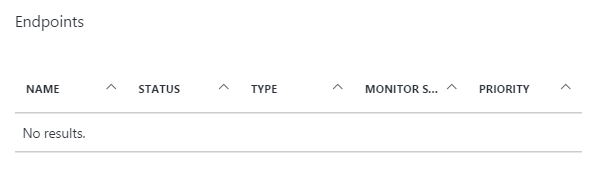 Endpoints
NAME STATUS TYPE MONITOR S... PRIORITY
No results.